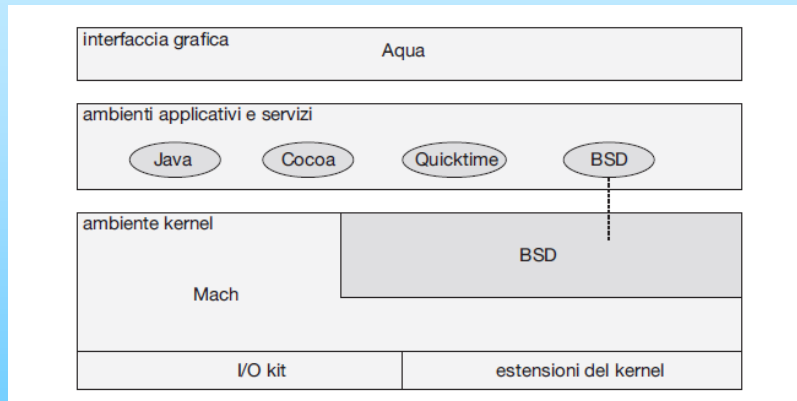 interfaccia grafica
Aqua
ambienti applicativi e servizi
Java Cocoa Quicktime BSD
ambiente kernel
BSD
Mach
I/O kit estensioni del kernel